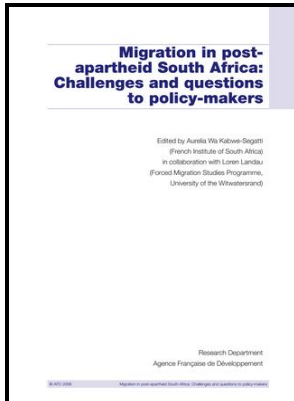 Migration in post-
apartheid South Africa:
Challenges and questions
to policy-makers
Edited by Aurelia Wa Kabwe-Segatti
(French Institute of South Africa)
in collaboration with Loren Landau
(Forced Migration Studies Programme,
University of the Witwatersrand)
Research Department
Agence Française de Développement
© AFD 2008 Migration in post-apartheid South Africa: Challenges and questions to policy-makers